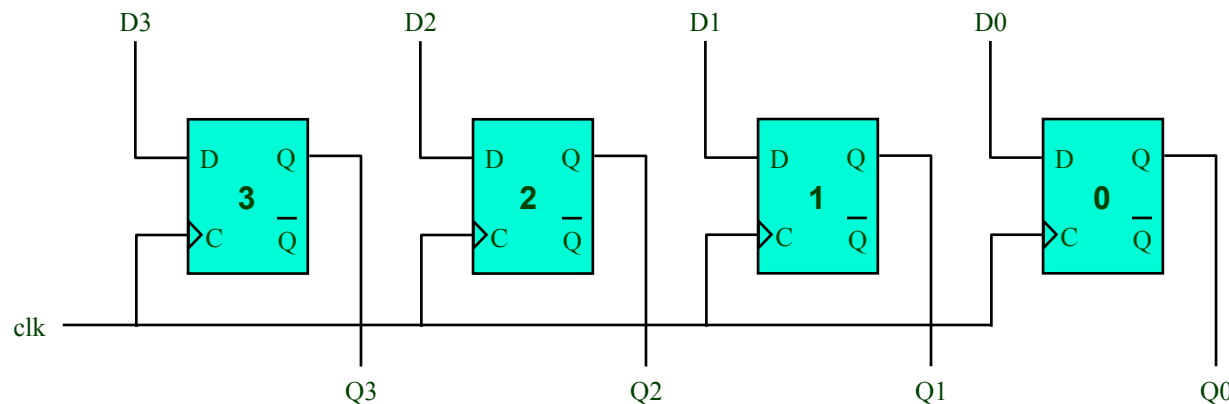 D3 D2 D1 D0
D Q D Q D Q D Q
3 2 1 0
C Q̅ C Q̅ C Q̅ C Q̅
clk
Q3 Q2 Q1 Q0